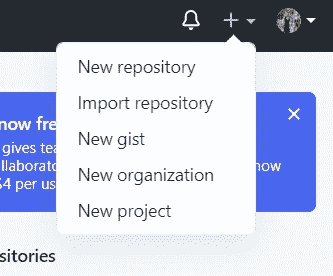 New repository
Import repository
New gist
New organization
New project
now fre
gives tea
llaborato
now
4 per us
sitories